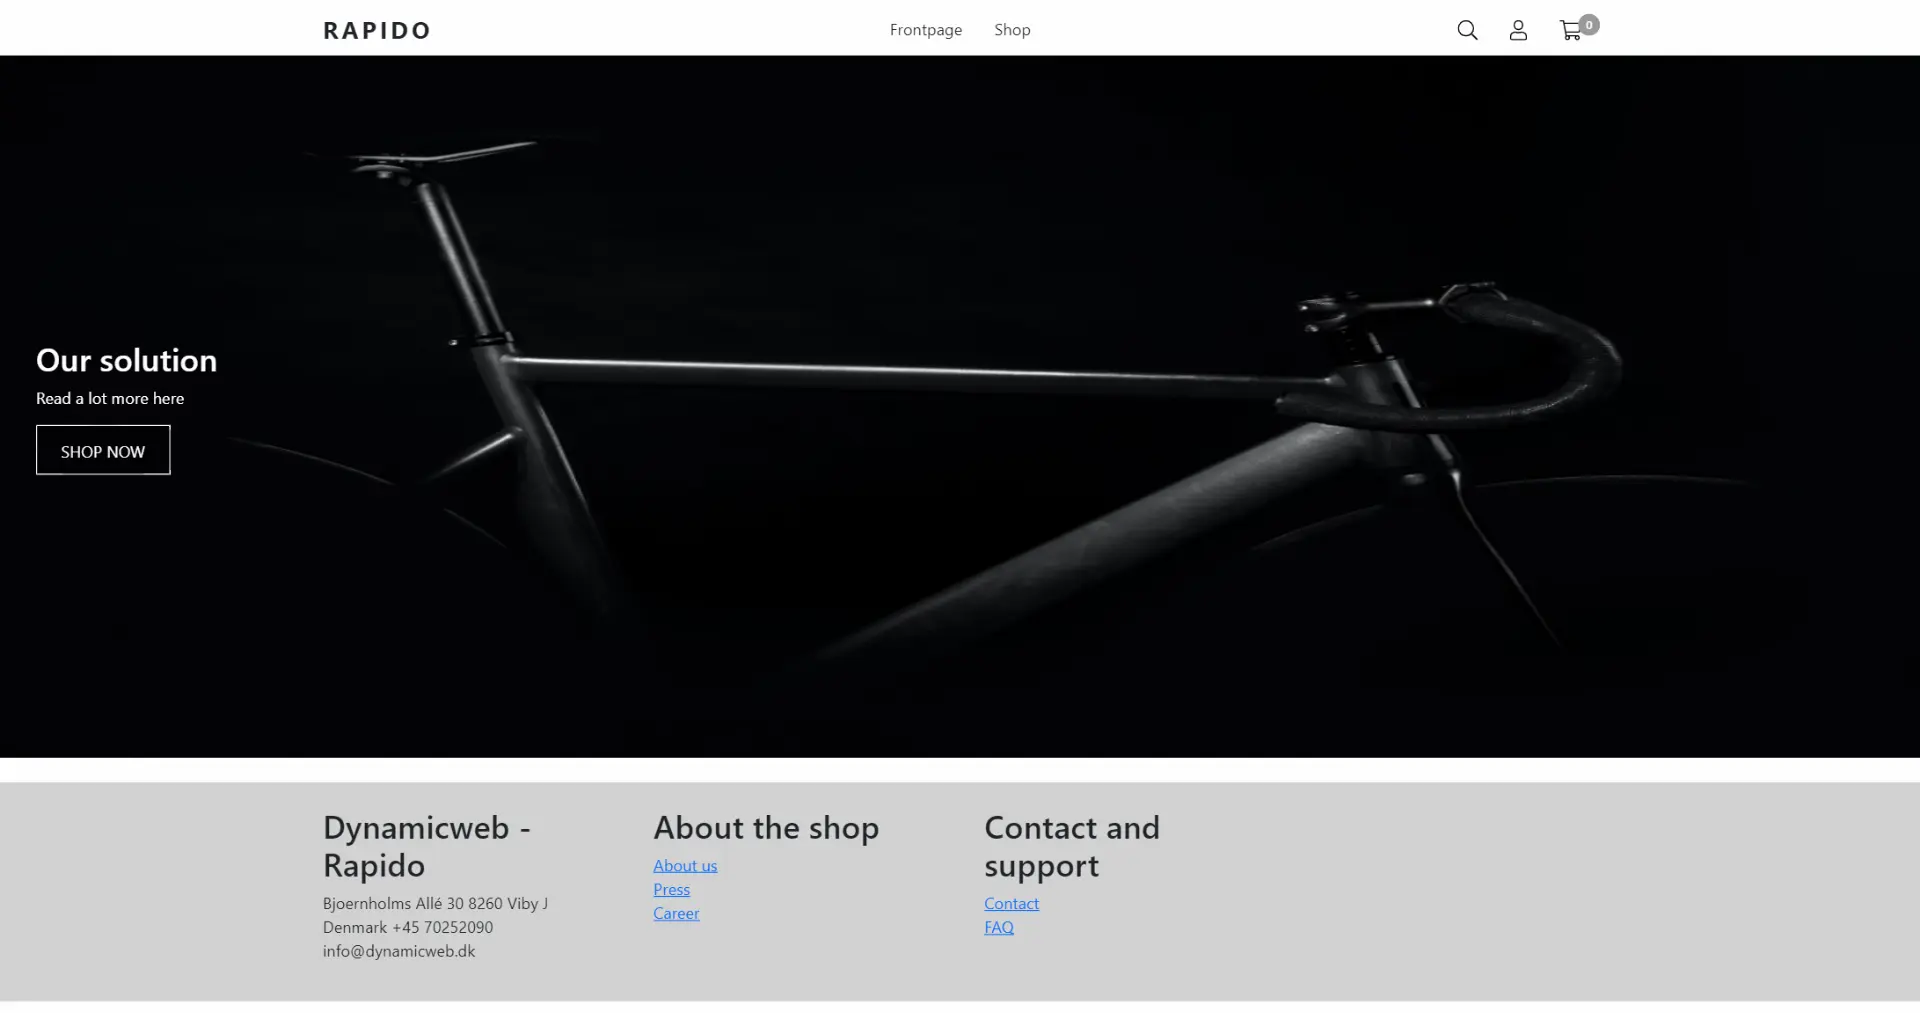 RAPIDO
Frontpage
Shop
0
Our solution
Read a lot more here
SHOP NOW
Dynamicweb -
Rapido
Bjoernholms Allé 30 8260 Viby J
Denmark +45 70252090
info@dynamicweb.dk
About the shop
About us
Press
Career
Contact and
support
Contact
FAQ